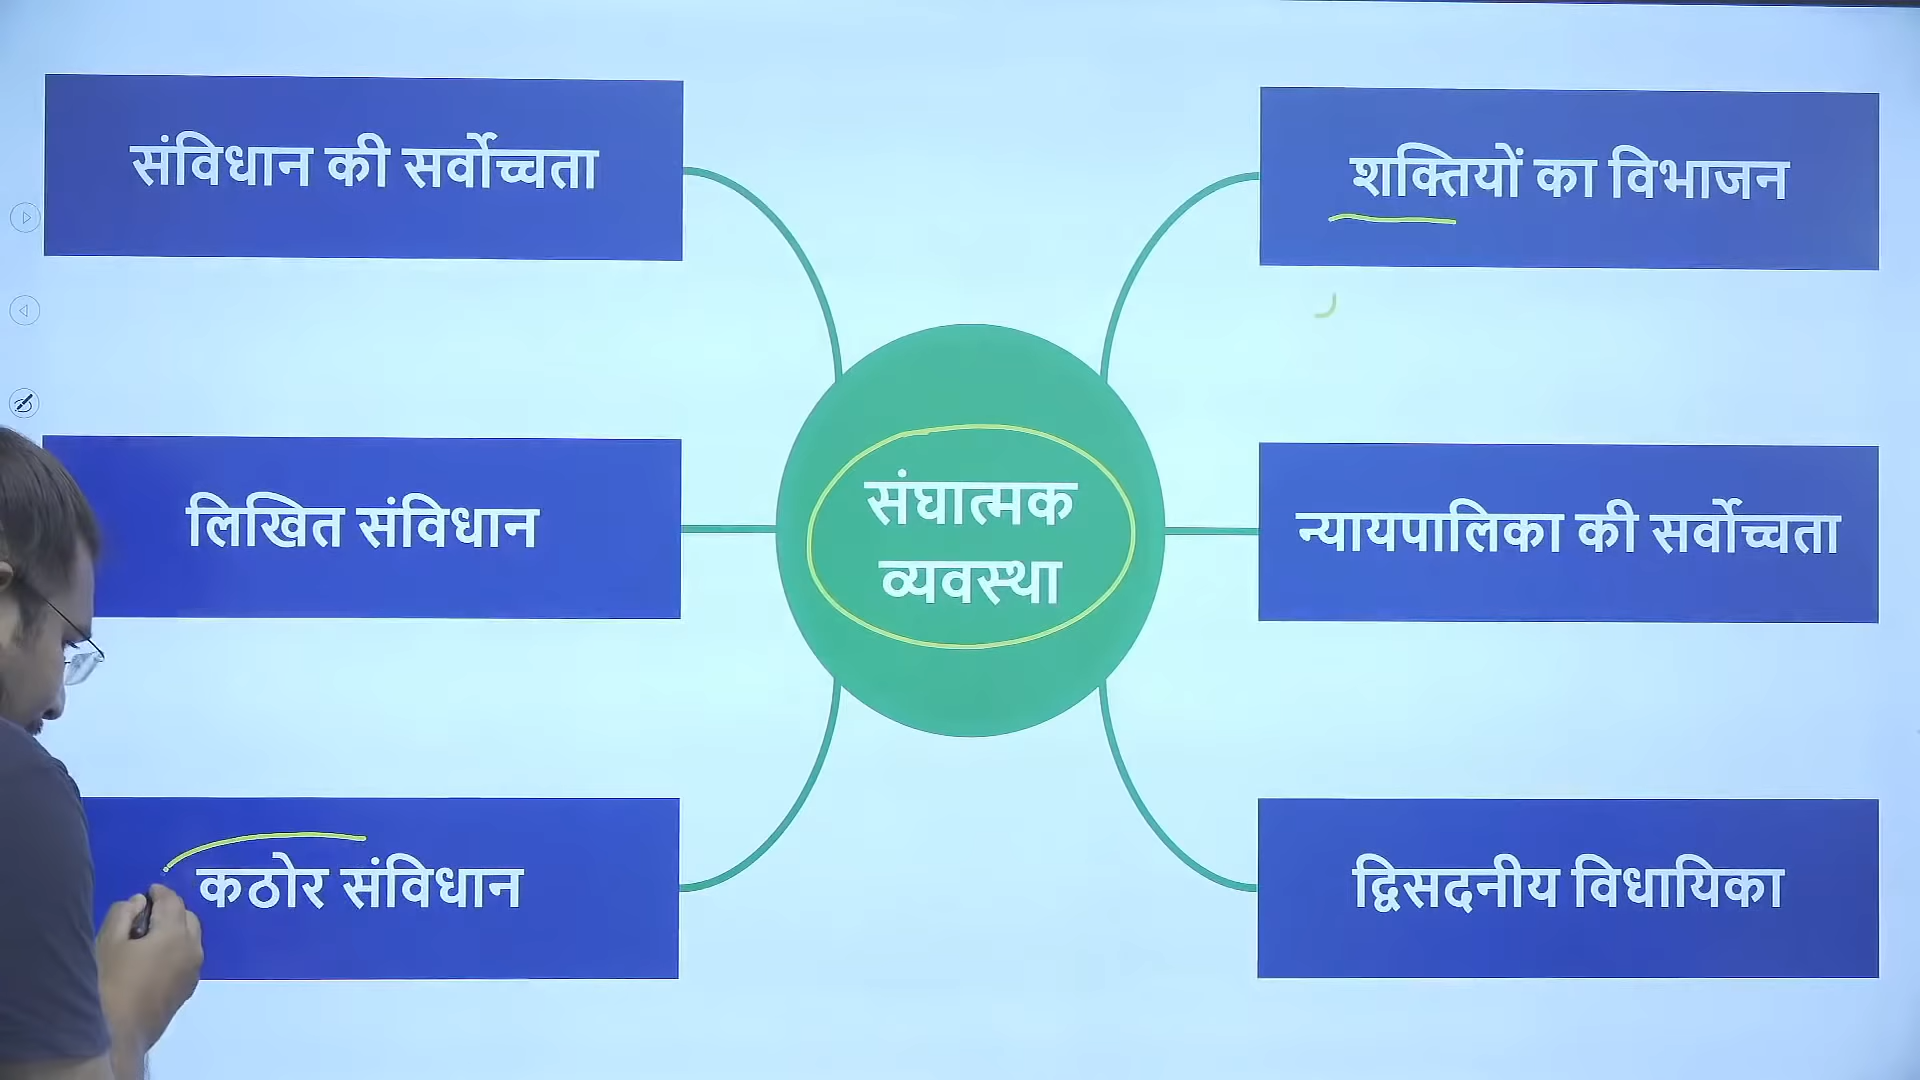 संविधान की सर्वोच्चता
लिखित संविधान
कठोर संविधान
संघात्मक
व्यवस्था
शक्तियों का विभाजन
न्यायपालिका की सर्वोच्चता
द्विसदनीय विधायिका